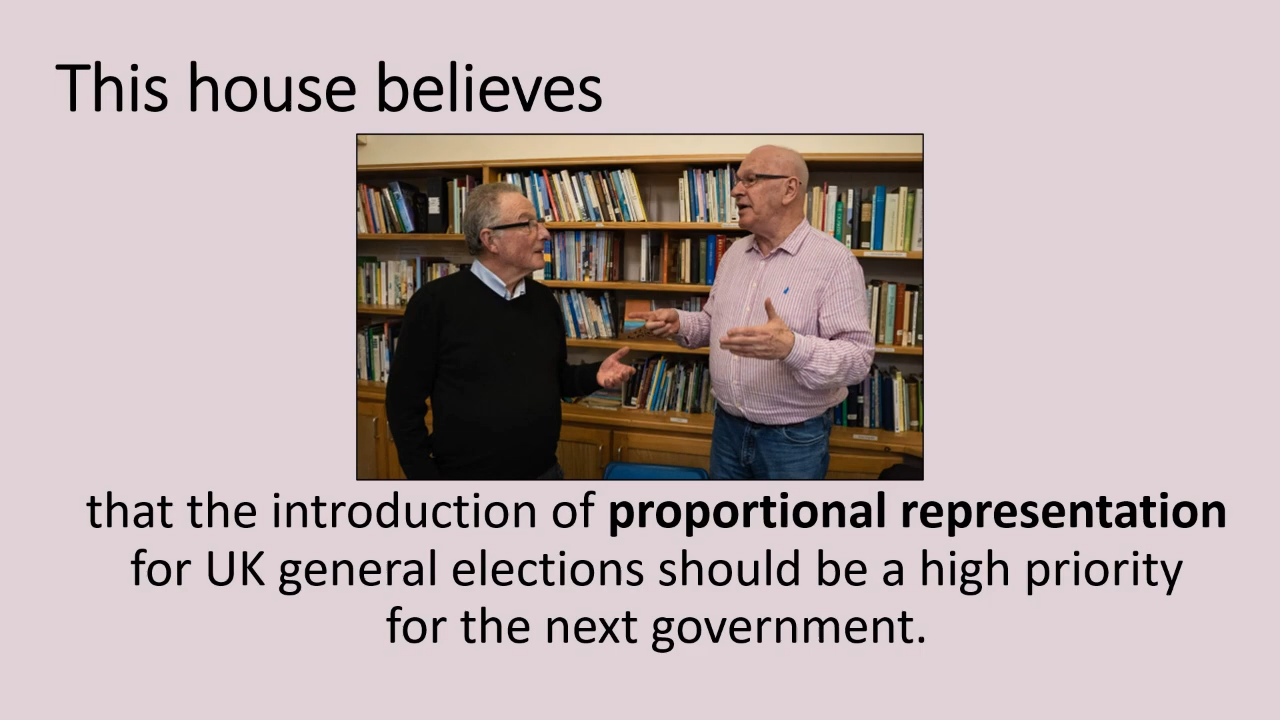 This house believes
that the introduction of proportional representation
for UK general elections should be a high priority
for the next government.